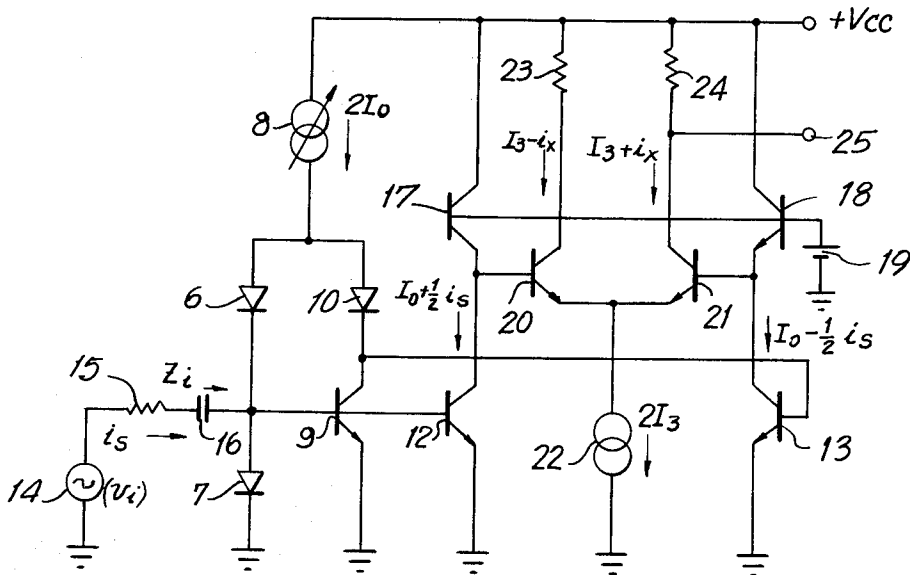 +Vcc
23
24
8
2I₀
25
I₃-iₓ
I₃+iₓ
17
18
19
6
10
I₀+½ iₛ
20
21
I₀-½ iₛ
15
Zᵢ
iₛ
16
9
12
22
2I₃
13
14
(vᵢ)
7